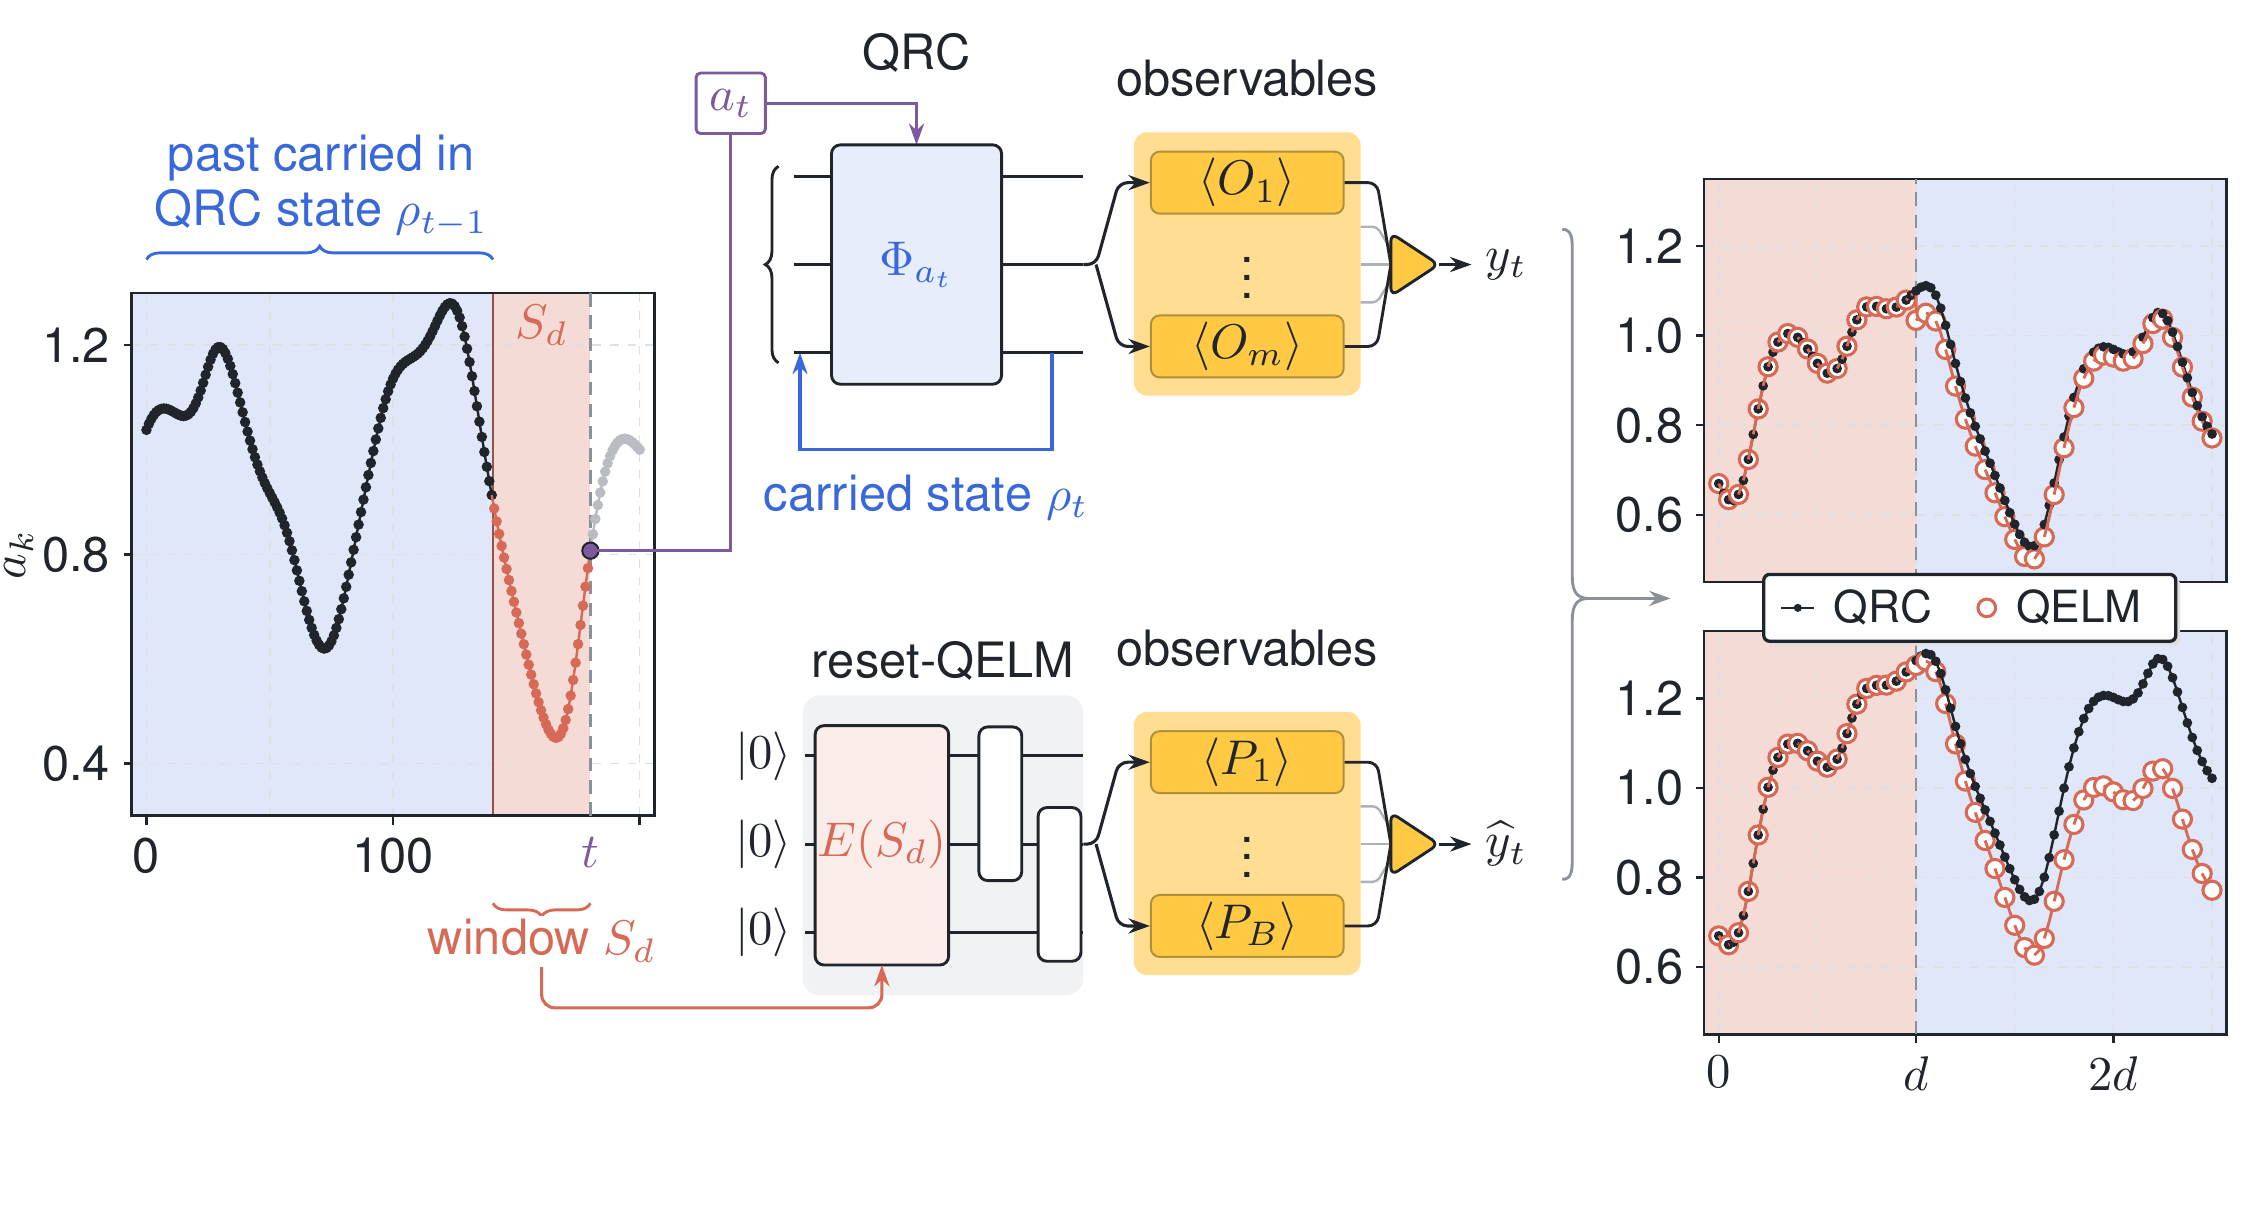 QRC
observables
a_t
past carried in
QRC state ρ_{t−1}
⟨O_1⟩
Φ_{a_t}
⋮
y_t
⟨O_m⟩
carried state ρ_t
S_d
1.2
0.8
0.4
a_k
0
100
t
window S_d
reset-QELM
observables
|0⟩
|0⟩
|0⟩
E(S_d)
⟨P_1⟩
⋮
ŷ_t
⟨P_B⟩
1.2
1.0
0.8
0.6
QRC
QELM
1.2
1.0
0.8
0.6
0
d
2d